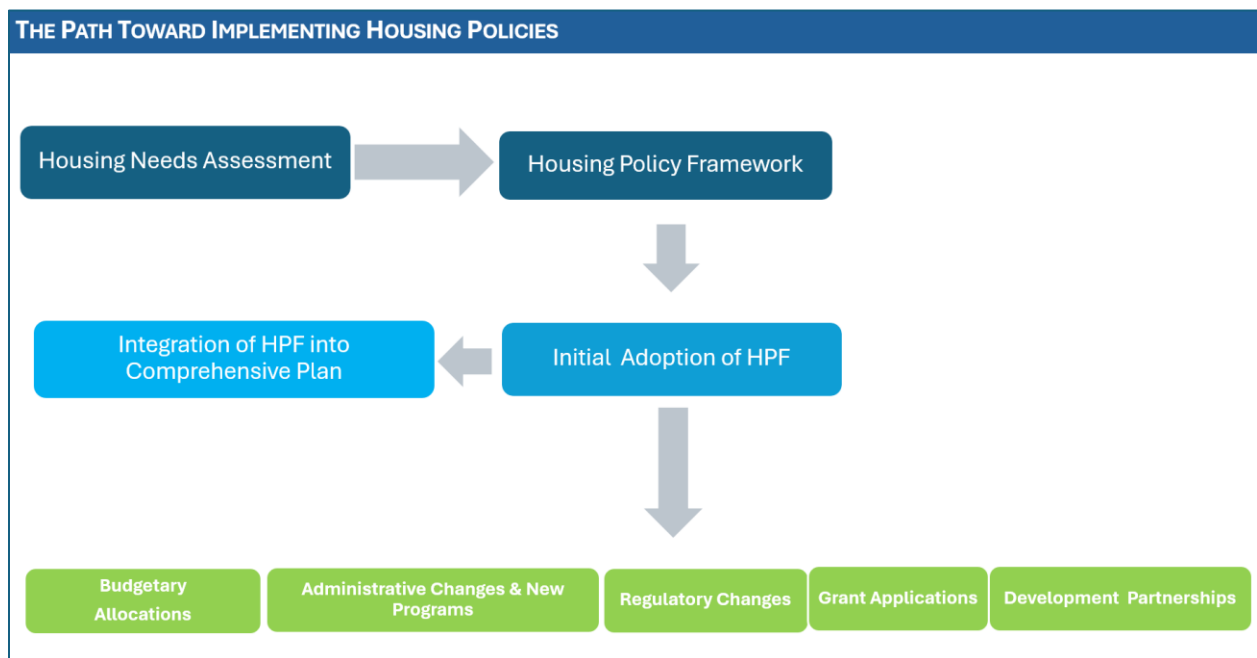 THE PATH TOWARD IMPLEMENTING HOUSING POLICIES
Housing Needs Assessment
Housing Policy Framework
Integration of HPF into
Comprehensive Plan
Initial Adoption of HPF
Budgetary
Allocations
Administrative Changes & New
Programs
Regulatory Changes
Grant Applications
Development Partnerships